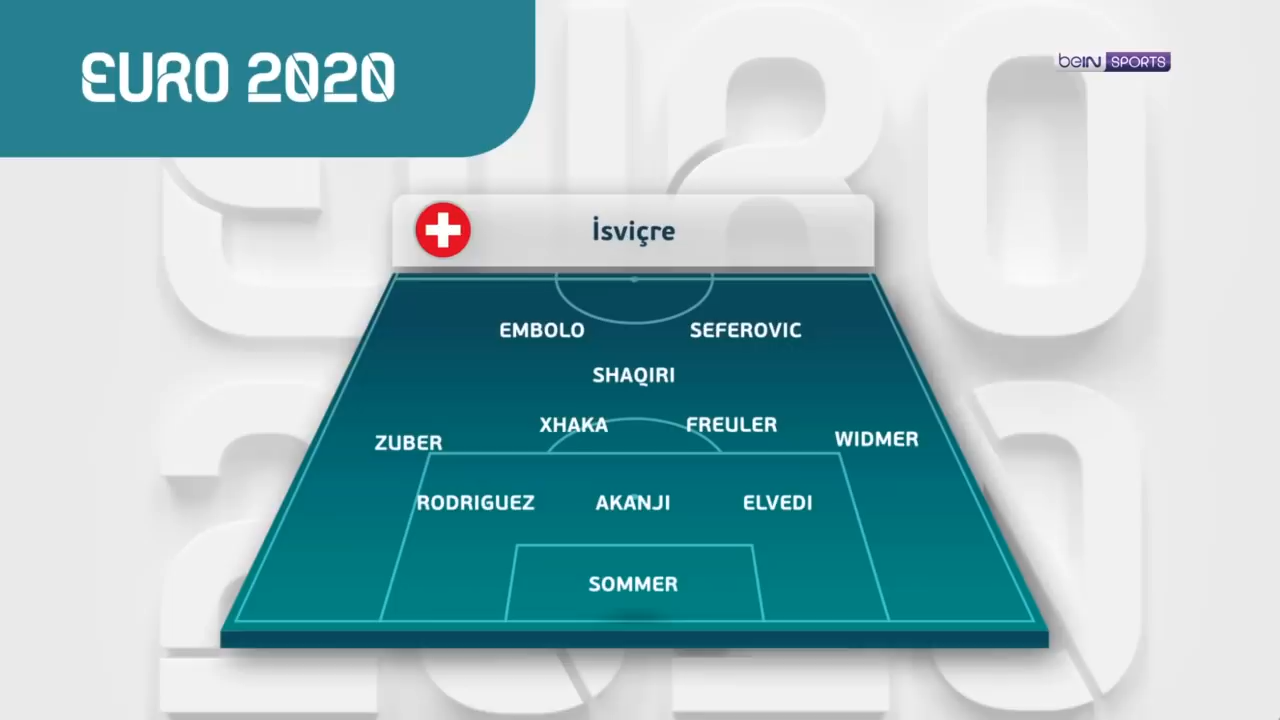 EURO 2020
beIN SPORTS
İsviçre
EMBOLO SEFEROVIC
SHAQIRI
XHAKA FREULER
ZUBER WIDMER
RODRIGUEZ AKANJI ELVEDI
SOMMER